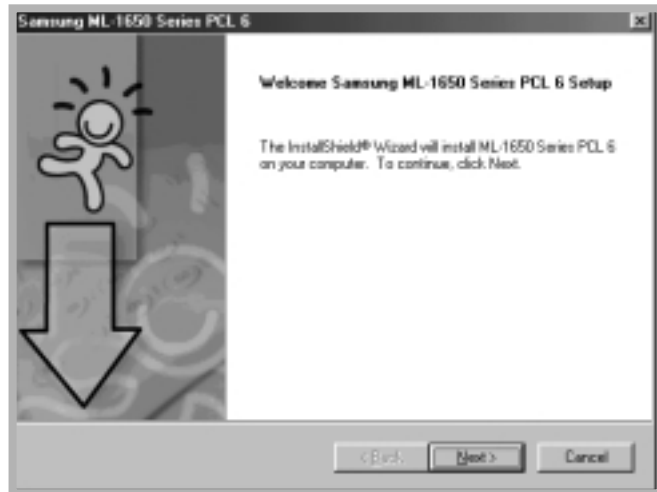 Samsung ML-1650 Series PCL 6
Welcome Samsung ML-1650 Series PCL 6 Setup
The InstallShield® Wizard will install ML-1650 Series PCL 6
on your computer. To continue, click Next.
< Back
Next >
Cancel